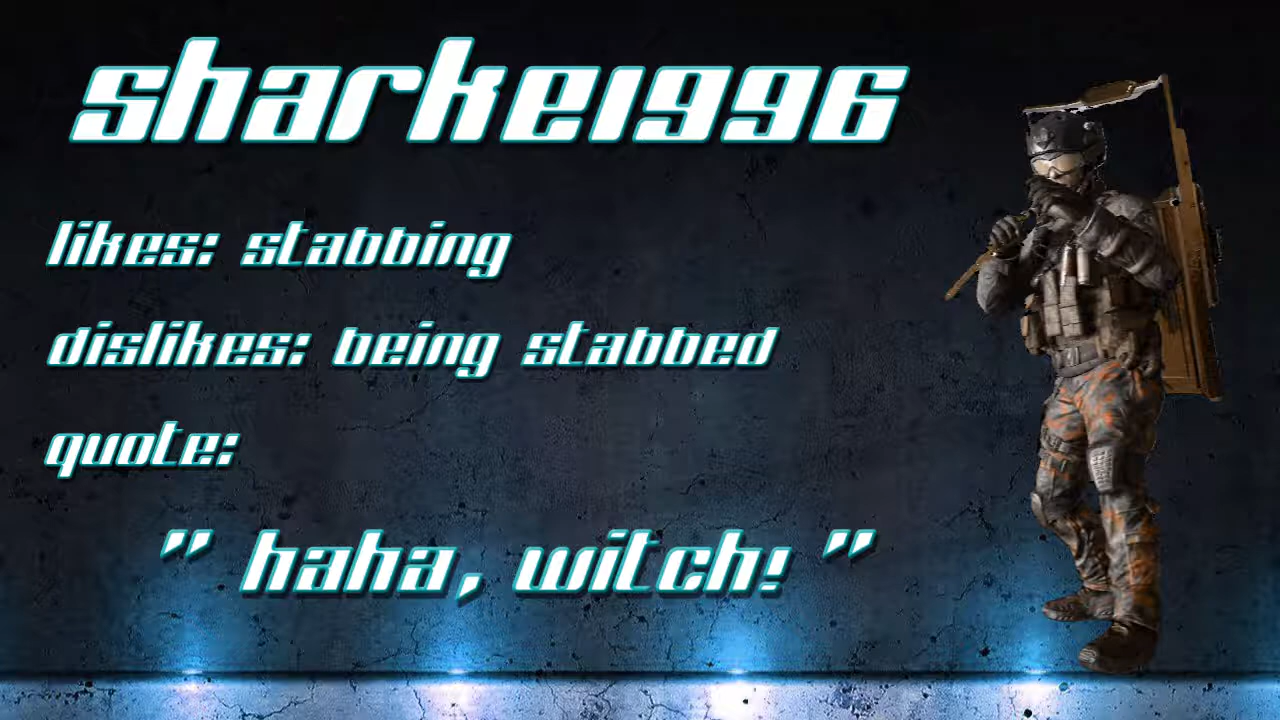 sharke1996
likes: stabbing
dislikes: being stabbed
quote:
" haha, witch! "